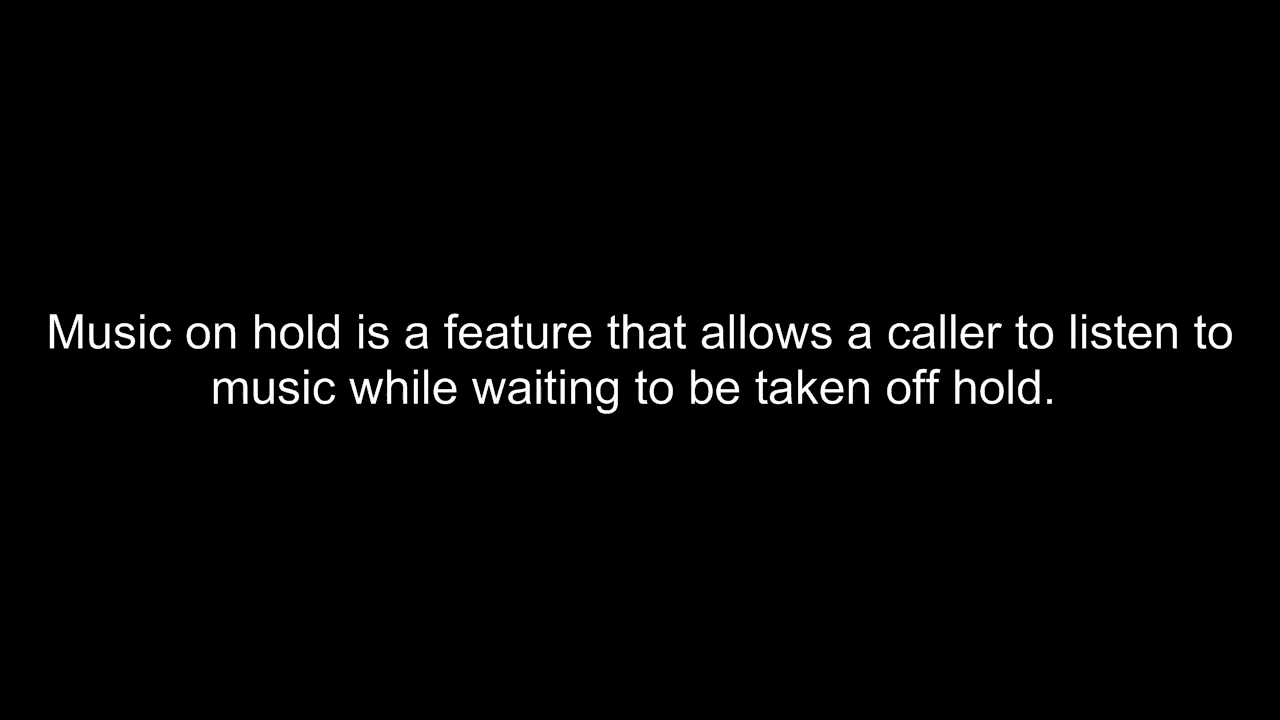 Music on hold is a feature that allows a caller to listen to
music while waiting to be taken off hold.